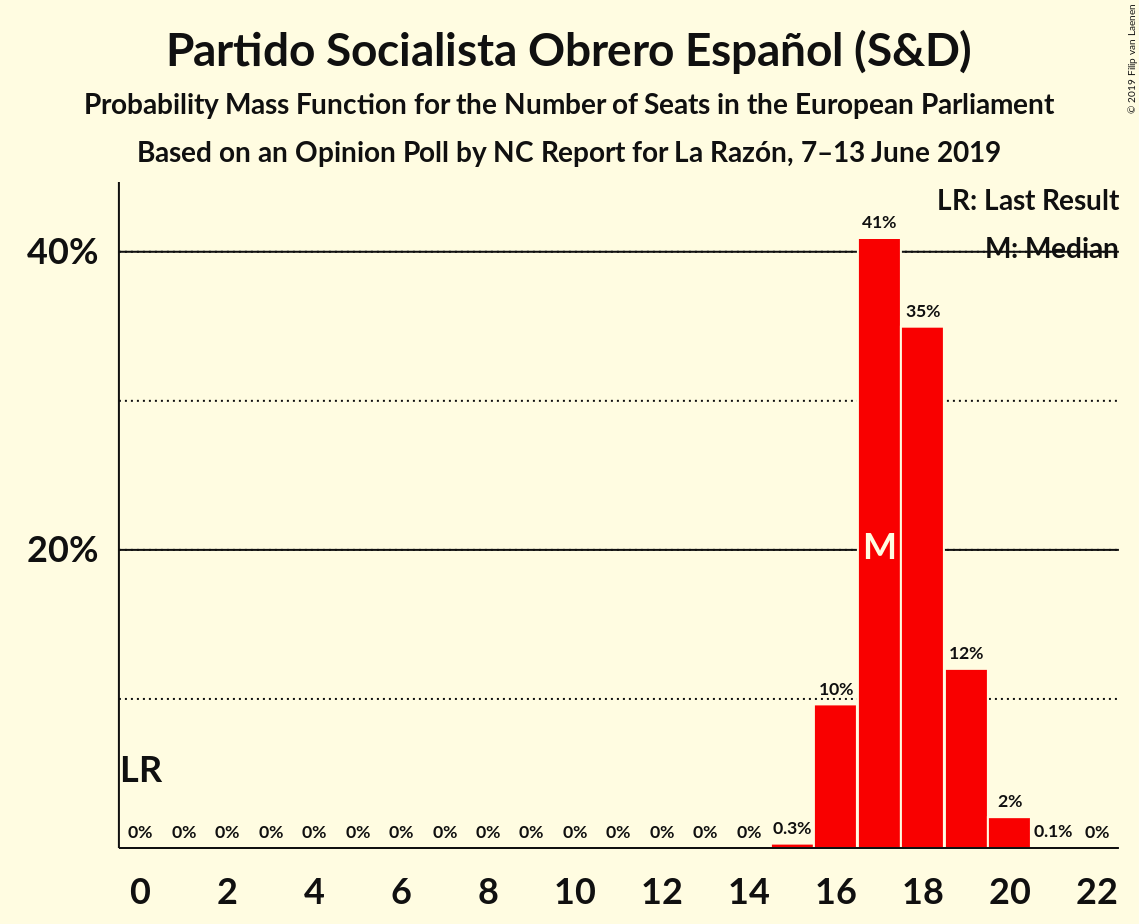 Partido Socialista Obrero Español (S&D)
Probability Mass Function for the Number of Seats in the European Parliament
Based on an Opinion Poll by NC Report for La Razón, 7–13 June 2019
© 2019 Filip van Laenen
LR: Last Result
M: Median
40%
20%
41%
35%
12%
10%
M
LR
2%
0% 0% 0% 0% 0% 0% 0% 0% 0% 0% 0% 0% 0% 0% 0% 0.3% 0.1% 0%
0 2 4 6 8 10 12 14 16 18 20 22